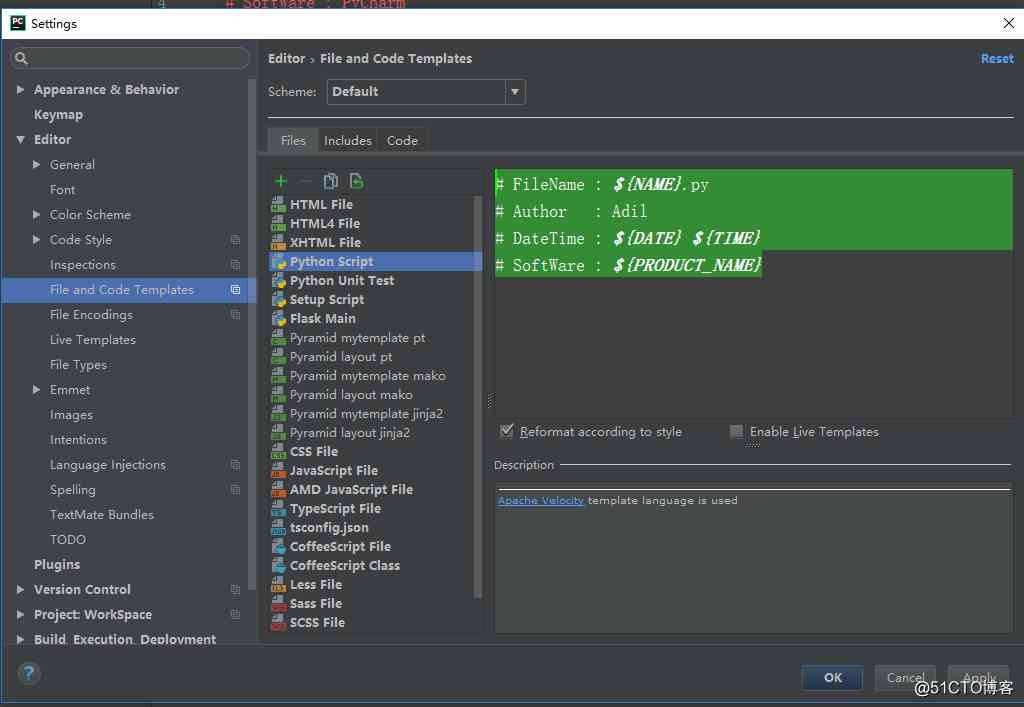 4 # SoftWare : PyCharm
PC Settings
Editor › File and Code Templates Reset
Scheme: Default
Appearance & Behavior
Keymap
Editor
General
Font
Color Scheme
Code Style
Inspections
File and Code Templates
File Encodings
Live Templates
File Types
Emmet
Images
Intentions
Language Injections
Spelling
TextMate Bundles
TODO
Plugins
Version Control
Project: WorkSpace
Build, Execution, Deployment
Files Includes Code
HTML File
HTML4 File
XHTML File
Python Script
Python Unit Test
Setup Script
Flask Main
Pyramid mytemplate pt
Pyramid layout pt
Pyramid mytemplate mako
Pyramid layout mako
Pyramid mytemplate jinja2
Pyramid layout jinja2
CSS File
JavaScript File
AMD JavaScript File
TypeScript File
tsconfig.json
CoffeeScript File
CoffeeScript Class
Less File
Sass File
SCSS File
# FileName : ${NAME}.py
# Author : Adil
# DateTime : ${DATE} ${TIME}
# SoftWare : ${PRODUCT_NAME}
Reformat according to style Enable Live Templates
Description
Apache Velocity template language is used
? OK Cancel Apply
@51CTO博客